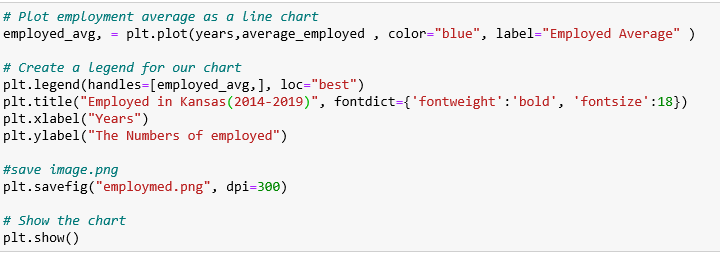 # Plot employment average as a line chart
employed_avg, = plt.plot(years,average_employed , color="blue", label="Employed Average" )
# Create a legend for our chart
plt.legend(handles=[employed_avg,], loc="best")
plt.title("Employed in Kansas(2014-2019)", fontdict={'fontweight':'bold', 'fontsize':18})
plt.xlabel("Years")
plt.ylabel("The Numbers of employed")
#save image.png
plt.savefig("employmed.png", dpi=300)
# Show the chart
plt.show()